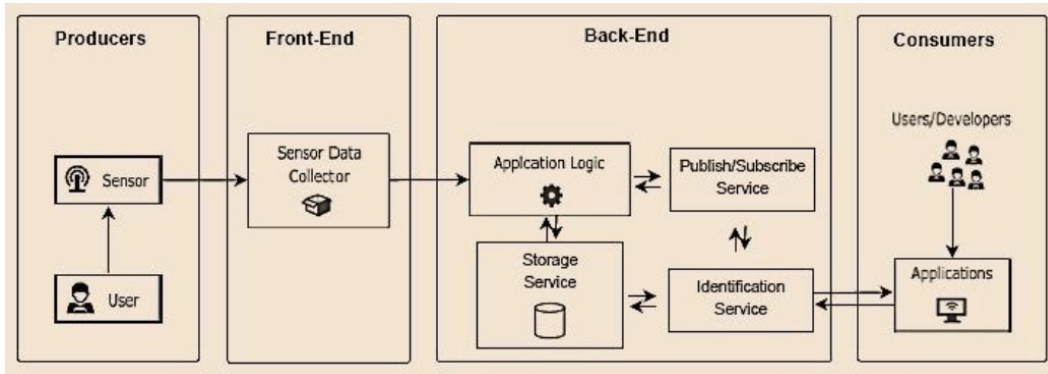 Producers
Front-End
Back-End
Consumers
Sensor
User
Sensor Data
Collector
Applcation Logic
Publish/Subscribe
Service
Storage
Service
Identification
Service
Users/Developers
Applications